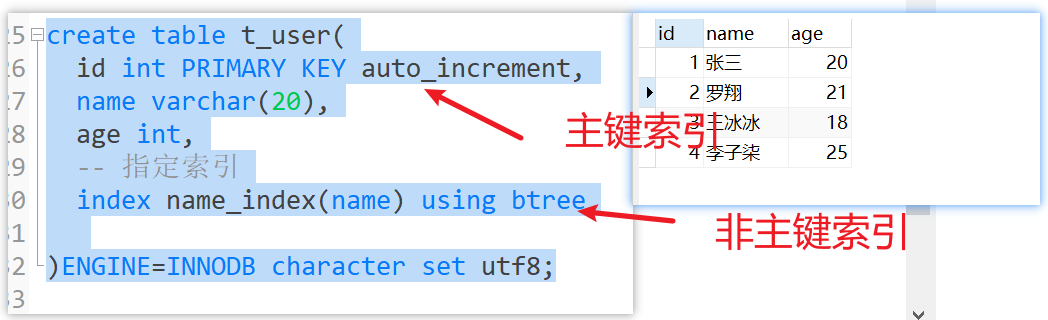 25 create table t_user(
26 id int PRIMARY KEY auto_increment,
27 name varchar(20),
28 age int,
29 -- 指定索引
30 index name_index(name) using btree
31
32 )ENGINE=INNODB character set utf8;
33
主键索引
非主键索引
id name age
1 张三 20
2 罗翔 21
3 王冰冰 18
4 李子柒 25